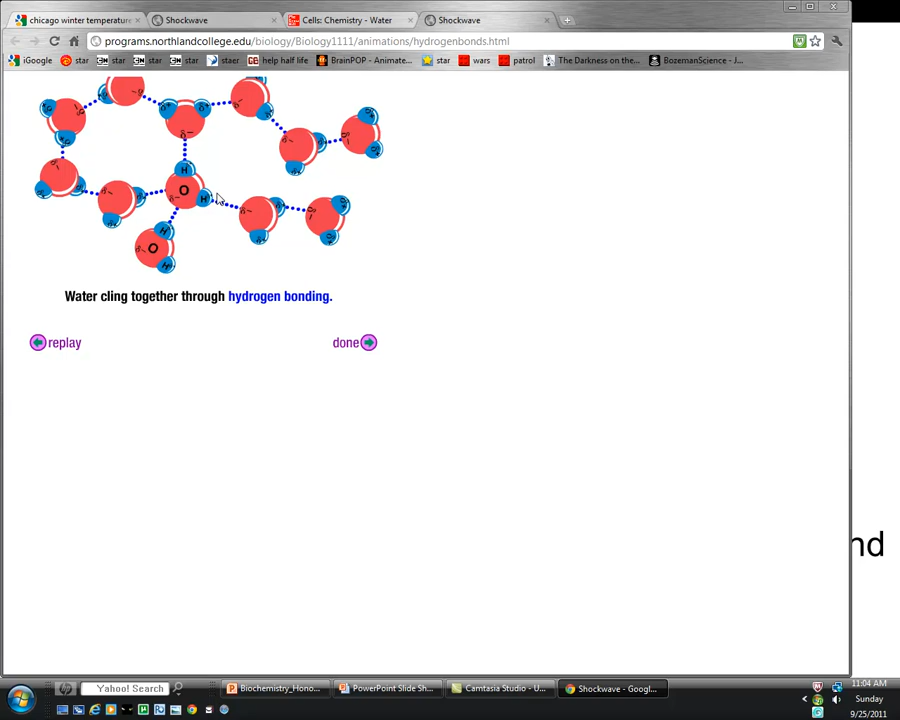 chicago winter temperature
Shockwave
Cells: Chemistry - Water
Shockwave
programs.northlandcollege.edu/biology/Biology1111/animations/hydrogenbonds.html
iGoogle
star
star
star
star
staer
help half life
BrainPOP - Animate...
star
wars
patrol
The Darkness on the...
BozemanScience - J...
H
O
δ−
H
H
δ−
O
H
Water cling together through hydrogen bonding.
replay
done
nd
Yahoo! Search
Biochemistry_Hono...
PowerPoint Slide Sh...
Camtasia Studio - U...
Shockwave - Googl...
11:04 AM
Sunday
9/25/2011